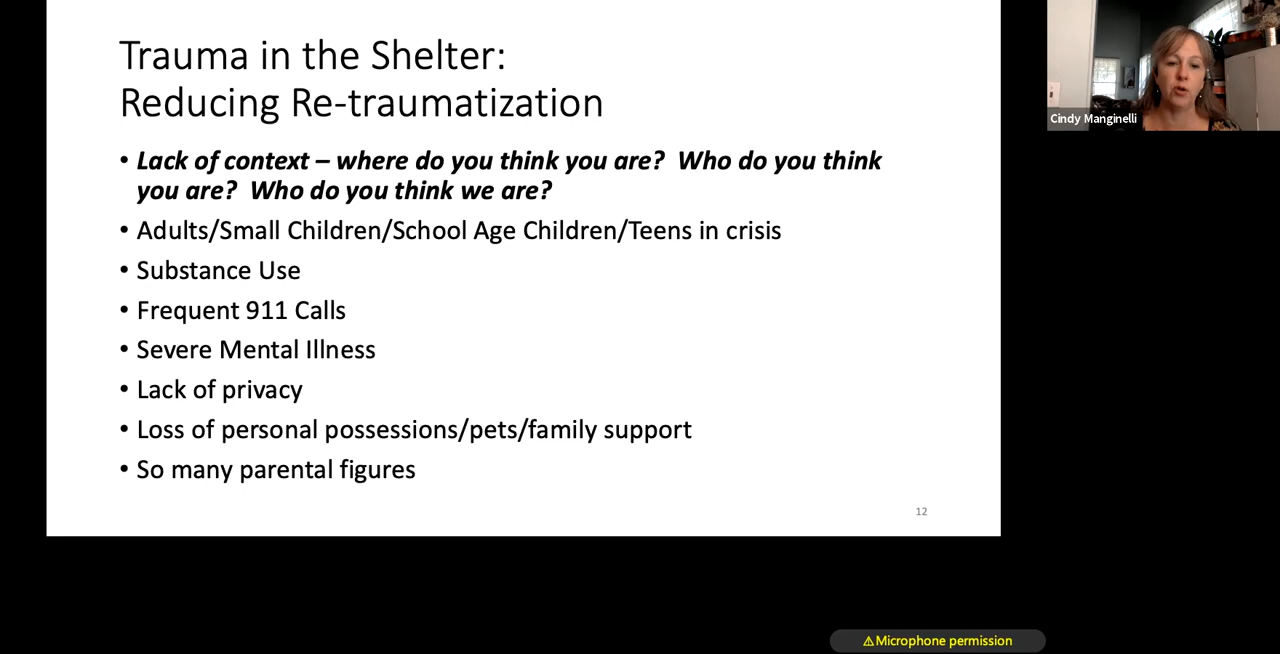 Trauma in the Shelter:
Reducing Re-traumatization
• Lack of context – where do you think you are?  Who do you think
you are?  Who do you think we are?
• Adults/Small Children/School Age Children/Teens in crisis
• Substance Use
• Frequent 911 Calls
• Severe Mental Illness
• Lack of privacy
• Loss of personal possessions/pets/family support
• So many parental figures
12
Cindy Manginelli
⚠Microphone permission